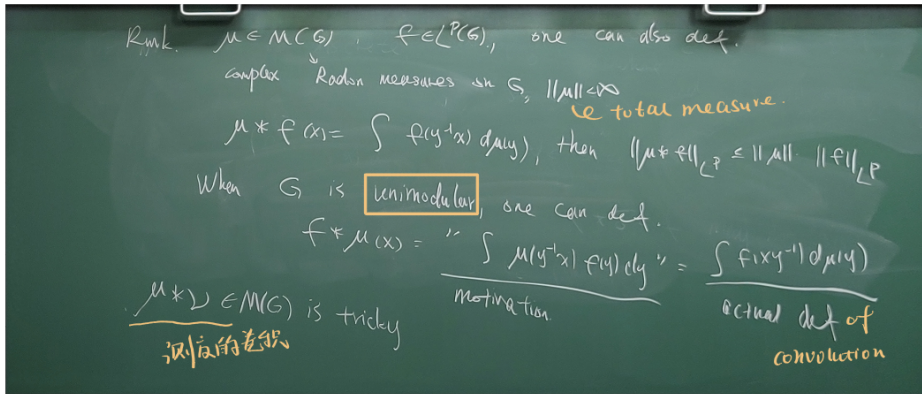 Rmk. μ ∈ M(G), f ∈ L^p(G), one can also def.
complex Radon measures on G, ||μ|| < ∞
ie total measure.
μ * f(x) = ∫ f(y⁻¹x) dμ(y), then ||μ * f||_{L^p} ≤ ||μ|| · ||f||_{L^p}
When G is unimodular, one can def.
f * μ(x) = " ∫ μ(y⁻¹x) f(y) dy " = ∫ f(xy⁻¹) dμ(y)
motivation actual def of convolution
μ * ν ∈ M(G) is tricky
测度的卷积